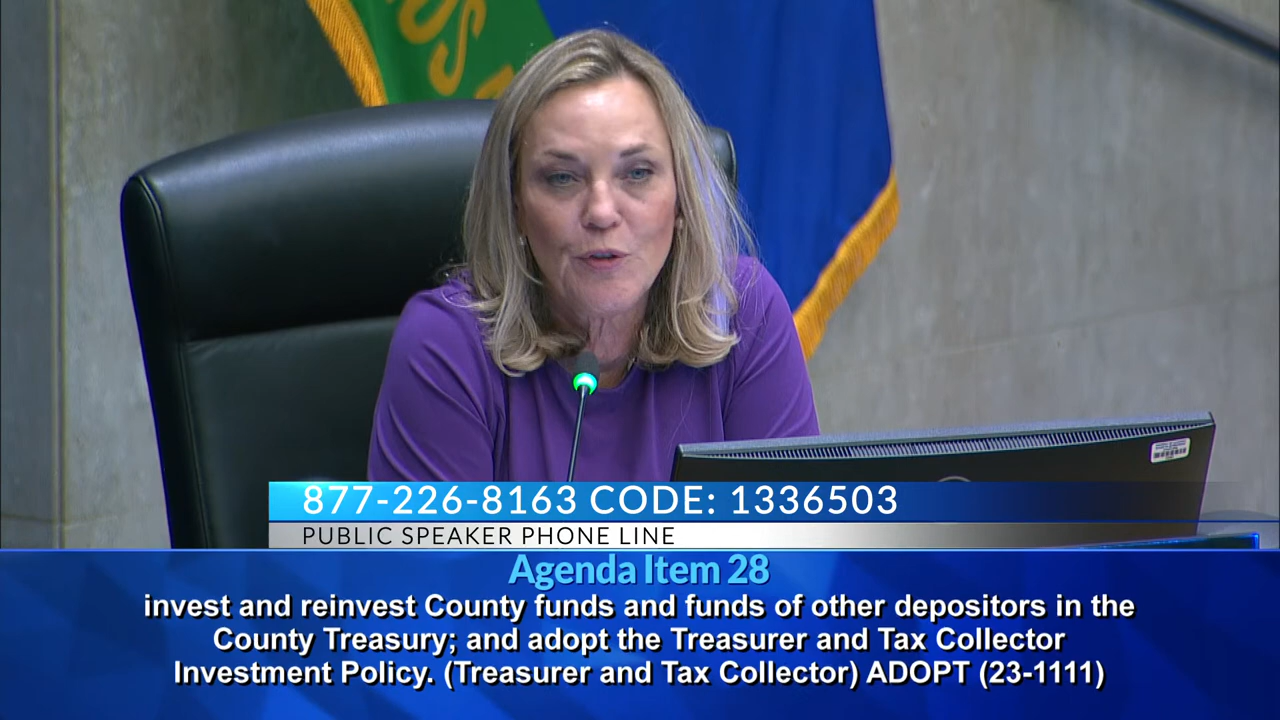 877-226-8163 CODE: 1336503
PUBLIC SPEAKER PHONE LINE
Agenda Item 28
invest and reinvest County funds and funds of other depositors in the
County Treasury; and adopt the Treasurer and Tax Collector
Investment Policy. (Treasurer and Tax Collector) ADOPT (23-1111)